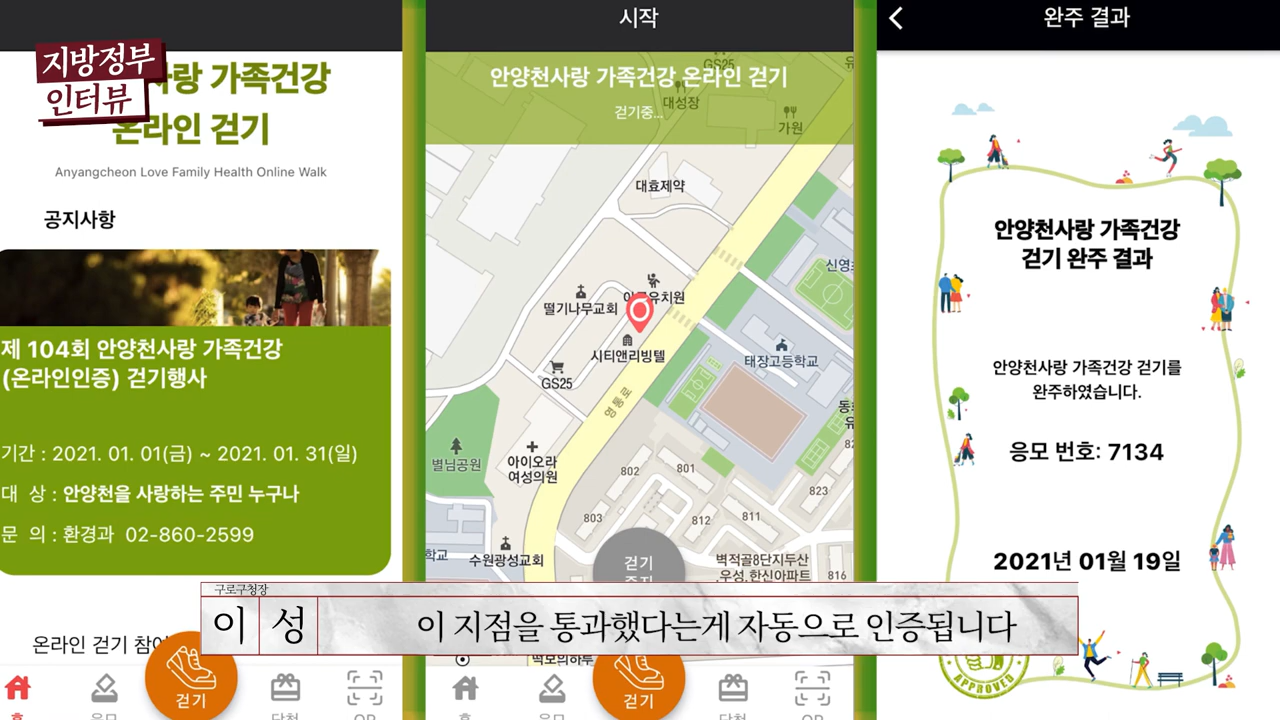 지방정부
인터뷰
사랑 가족건강
온라인 걷기
Anyangcheon Love Family Health Online Walk
공지사항
제 104회 안양천사랑 가족건강
(온라인인증) 걷기행사
기간 : 2021. 01. 01(금) ~ 2021. 01. 31(일)
대 상 : 안양천을 사랑하는 주민 누구나
문 의 : 환경과 02-860-2599
온라인 걷기
걷기
시작
GS25
안양천사랑 가족건강 온라인 걷기
대성장
걷기중...
가원
대효제약
떨기나무교회
시티앤리빙텔
태장고등학교
GS25
영통로
별님공원
아이오라
여성의원
802
801
823
803
812
811
수원광성교회
걷기
벽적골8단지두산
.우성.한신아파트
816
걷기
완주 결과
안양천사랑 가족건강
걷기 완주 결과
안양천사랑 가족건강 걷기를
완주하였습니다.
응모 번호: 7134
2021년 01월 19일
APPROVED
구로구청장
이 성
이 지점을 통과했다는게 자동으로 인증됩니다